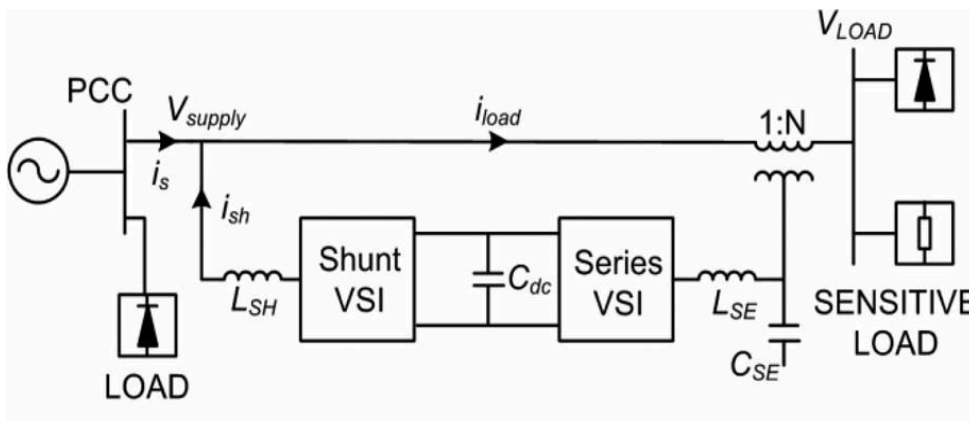 V_LOAD
PCC
V_supply
i_load
1:N
i_s
i_sh
Shunt
VSI
C_dc
Series
VSI
L_SH
L_SE
SENSITIVE
LOAD
C_SE
LOAD